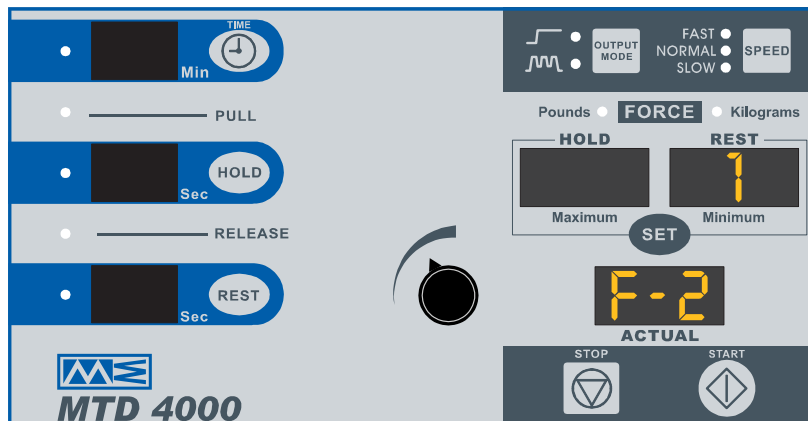 TIME
Min
OUTPUT
MODE
FAST
NORMAL
SLOW
SPEED
PULL
Pounds FORCE Kilograms
HOLD REST
1
HOLD
Sec
Maximum Minimum
SET
RELEASE
REST
Sec
F-2
ACTUAL
STOP START
MTD 4000